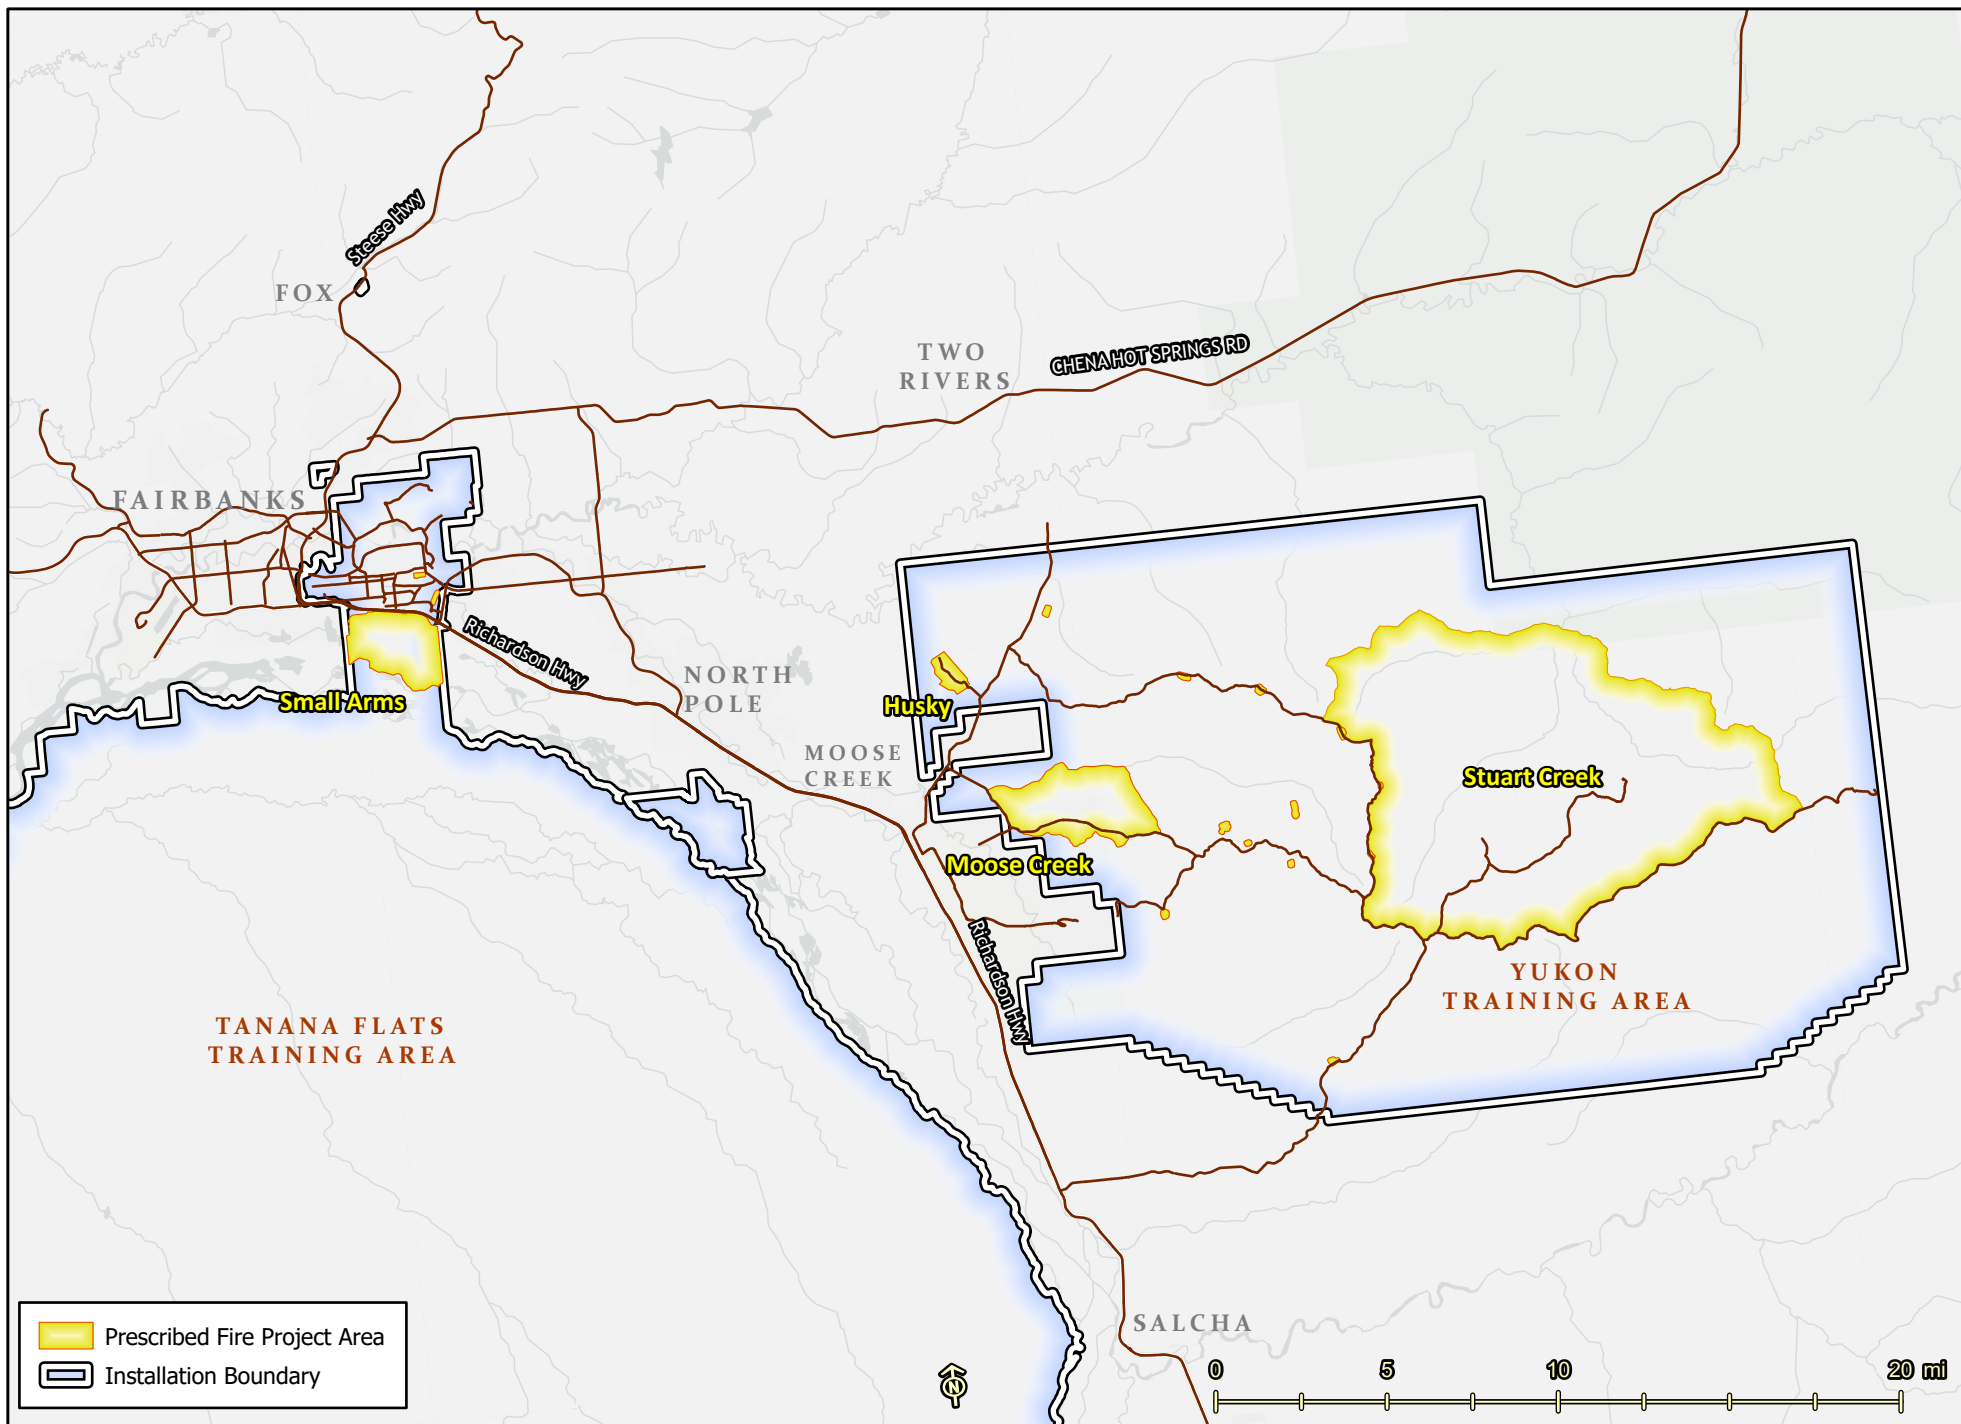 Steese Hwy
FOX
TWO
RIVERS
CHENA HOT SPRINGS RD
FAIRBANKS
Richardson Hwy
NORTH
POLE
Small Arms
Husky
MOOSE
CREEK
Stuart Creek
Moose Creek
Richardson Hwy
YUKON
TRAINING AREA
TANANA FLATS
TRAINING AREA
SALCHA
Prescribed Fire Project Area
Installation Boundary
N
0 5 10 20 mi